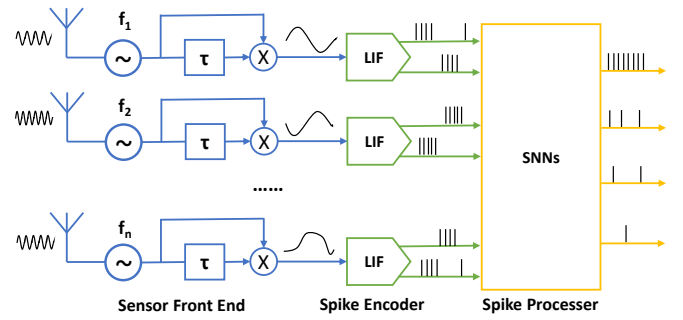 f1
~
τ
X
LIF
f2
~
τ
X
LIF
SNNs
......
fn
~
τ
X
LIF
Sensor Front End
Spike Encoder
Spike Processer